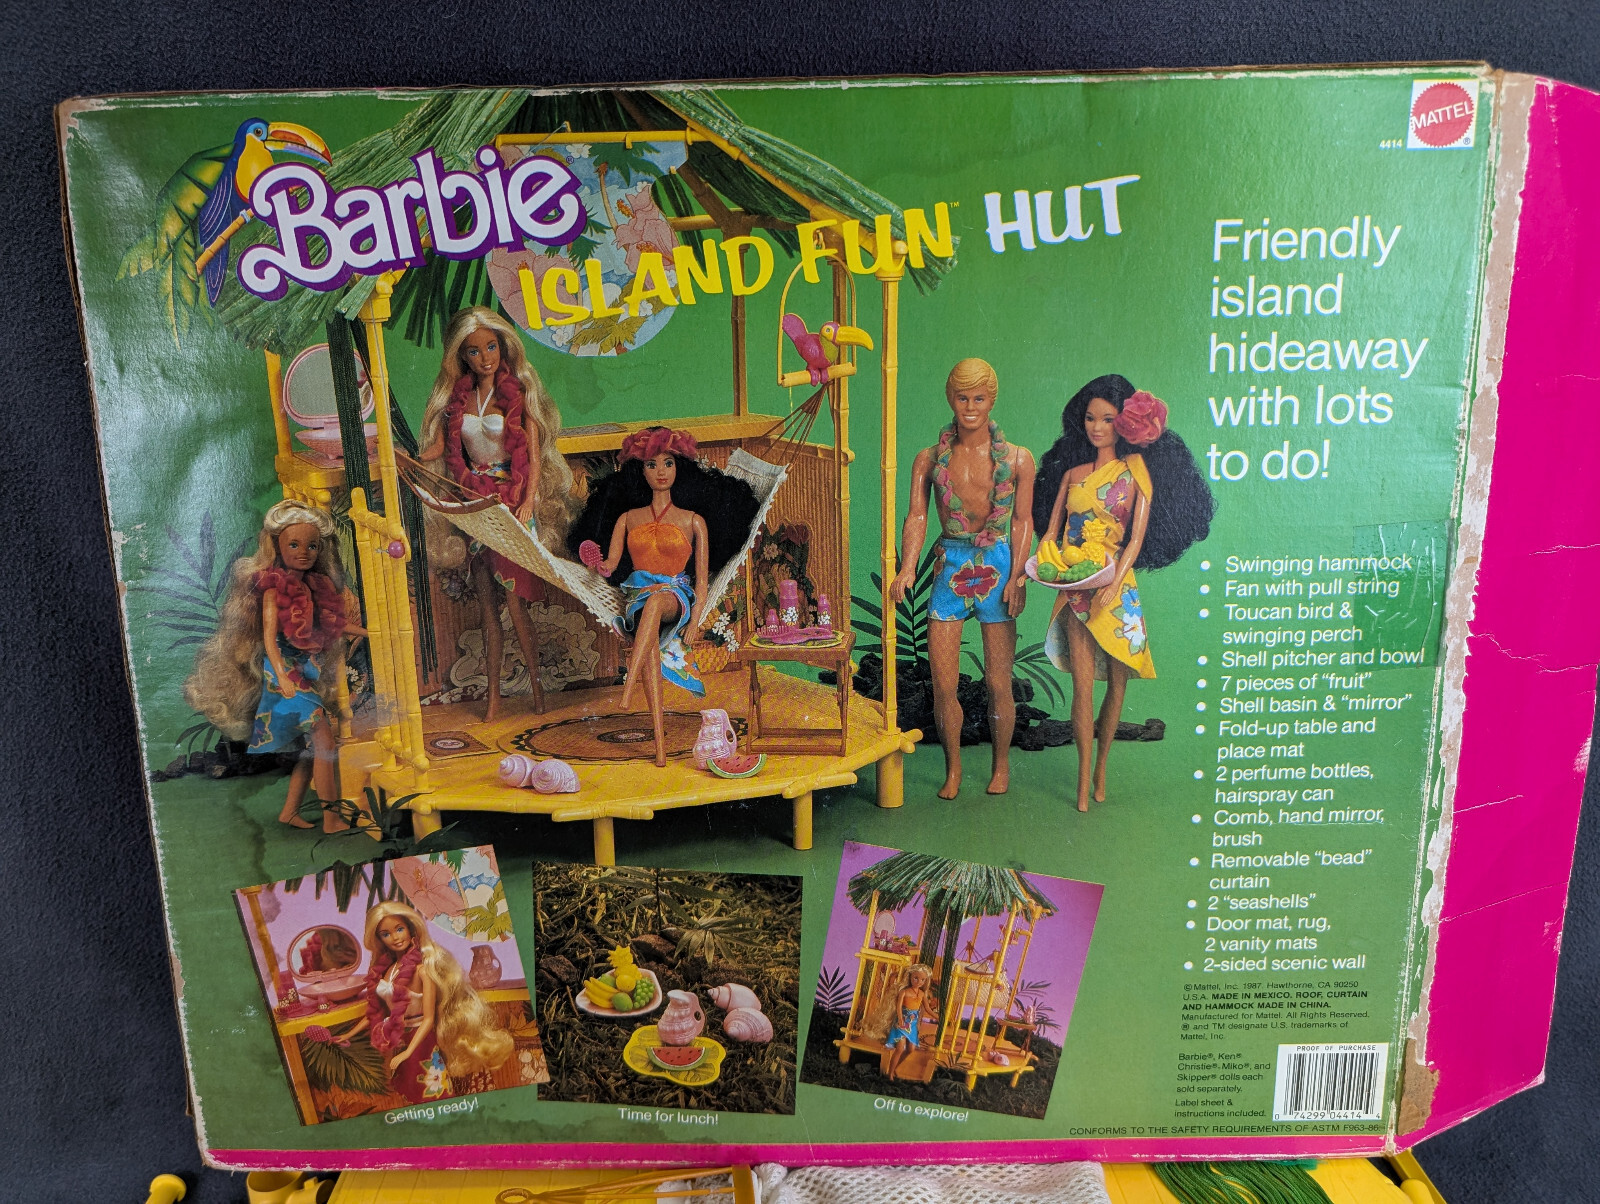 MATTEL
®
4414
Barbie®
ISLAND FUN™ HUT
Friendly
island
hideaway
with lots
to do!
• Swinging hammock
• Fan with pull string
• Toucan bird &
swinging perch
• Shell pitcher and bowl
• 7 pieces of "fruit"
• Shell basin & "mirror"
• Fold-up table and
place mat
• 2 perfume bottles,
hairspray can
• Comb, hand mirror,
brush
• Removable "bead"
curtain
• 2 "seashells"
• Door mat, rug,
2 vanity mats
• 2-sided scenic wall
© Mattel, Inc. 1987. Hawthorne, CA 90250
U.S.A. MADE IN MEXICO. ROOF, CURTAIN
AND HAMMOCK MADE IN CHINA.
Manufactured for Mattel. All Rights Reserved.
® and TM designate U.S. trademarks of
Mattel, Inc.
Barbie®, Ken®
Christie®, Miko®, and
Skipper® dolls each
sold separately.
Label sheet &
instructions included.
PROOF OF PURCHASE
0 74299 04414 4
Getting ready!
Time for lunch!
Off to explore!
CONFORMS TO THE SAFETY REQUIREMENTS OF ASTM F963-86